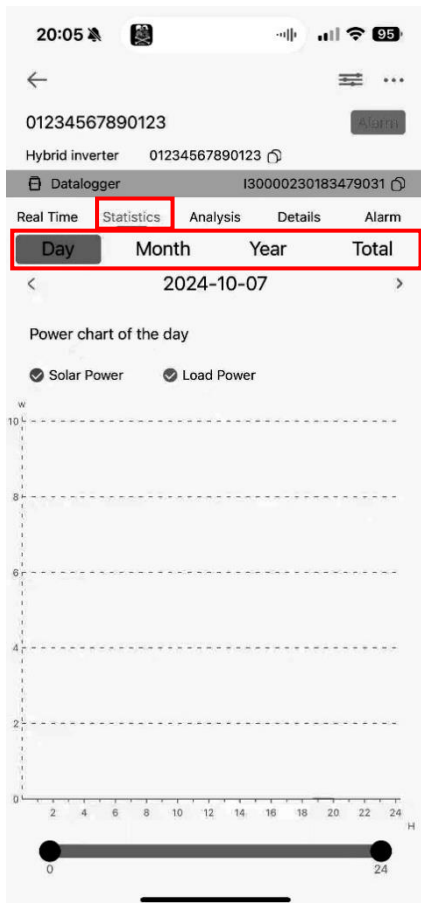 20:05 95
01234567890123 Alarm
Hybrid inverter 01234567890123
Datalogger I30000230183479031
Real Time Statistics Analysis Details Alarm
Day Month Year Total
< 2024-10-07 >
Power chart of the day
Solar Power Load Power
W
10
8
6
4
2
0
2 4 6 8 10 12 14 16 18 20 22 24
H
0 24